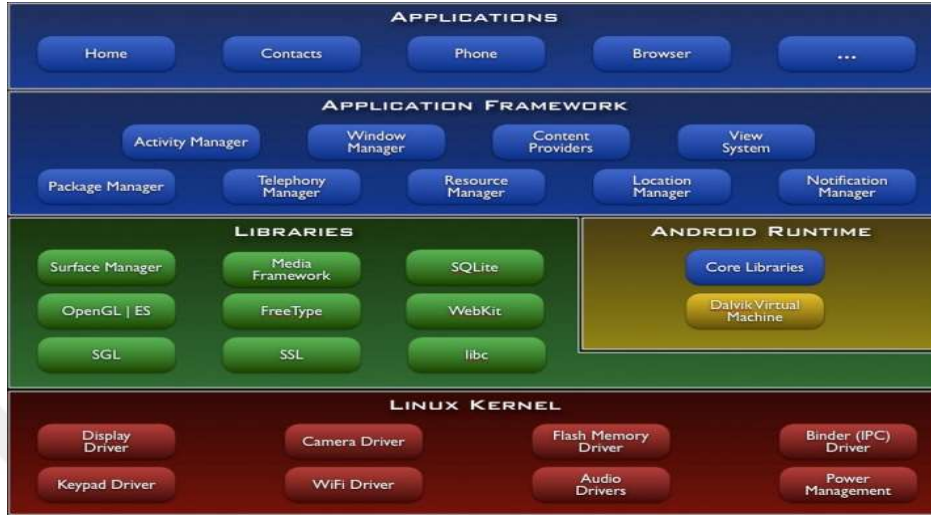 APPLICATIONS
Home
Contacts
Phone
Browser
...
APPLICATION FRAMEWORK
Activity Manager
Window
Manager
Content
Providers
View
System
Package Manager
Telephony
Manager
Resource
Manager
Location
Manager
Notification
Manager
LIBRARIES
Surface Manager
Media
Framework
SQLite
OpenGL | ES
FreeType
WebKit
SGL
SSL
libc
ANDROID RUNTIME
Core Libraries
Dalvik Virtual
Machine
LINUX KERNEL
Display
Driver
Camera Driver
Flash Memory
Driver
Binder (IPC)
Driver
Keypad Driver
WiFi Driver
Audio
Drivers
Power
Management